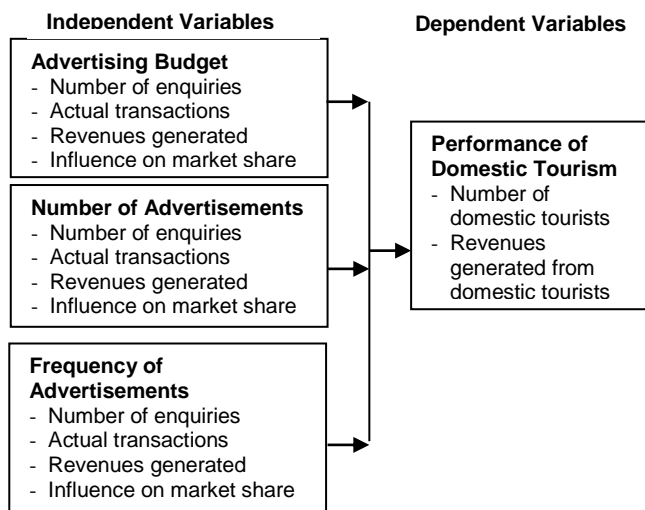 Independent Variables
Dependent Variables
Advertising Budget
- Number of enquiries
- Actual transactions
- Revenues generated
- Influence on market share
Number of Advertisements
- Number of enquiries
- Actual transactions
- Revenues generated
- Influence on market share
Frequency of
Advertisements
- Number of enquiries
- Actual transactions
- Revenues generated
- Influence on market share
Performance of
Domestic Tourism
- Number of
domestic tourists
- Revenues
generated from
domestic tourists